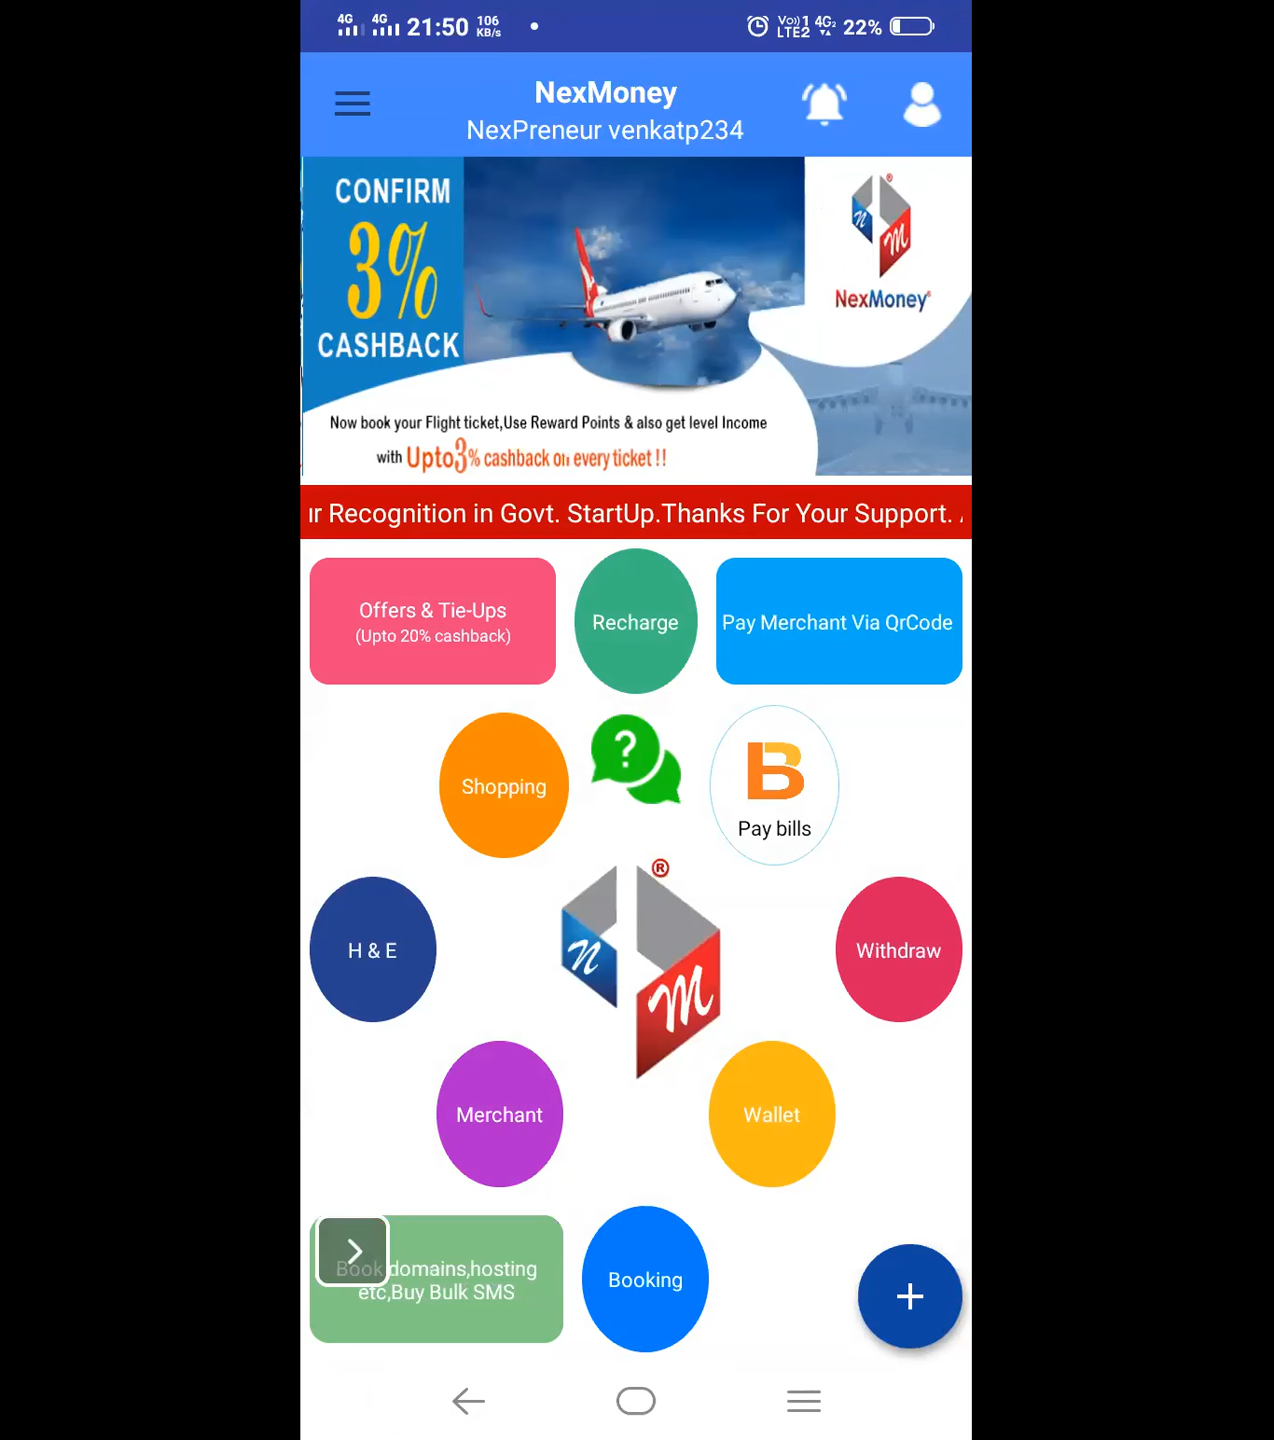 4G 4G 21:50 106 KB/s VoLTE 1 LTE2 4G2 22%
NexMoney
NexPreneur venkatp234
CONFIRM
3%
CASHBACK
n
m
®
NexMoney®
Now book your Flight ticket,Use Reward Points & also get level Income
with Upto3% cashback on every ticket !!
Recognition in Govt. StartUp.Thanks For Your Support.
Offers & Tie-Ups
(Upto 20% cashback)
Recharge
Pay Merchant Via QrCode
Shopping
?
B
Pay bills
®
n
m
H & E
Withdraw
Merchant
Wallet
Book domains,hosting
etc,Buy Bulk SMS
Booking
+